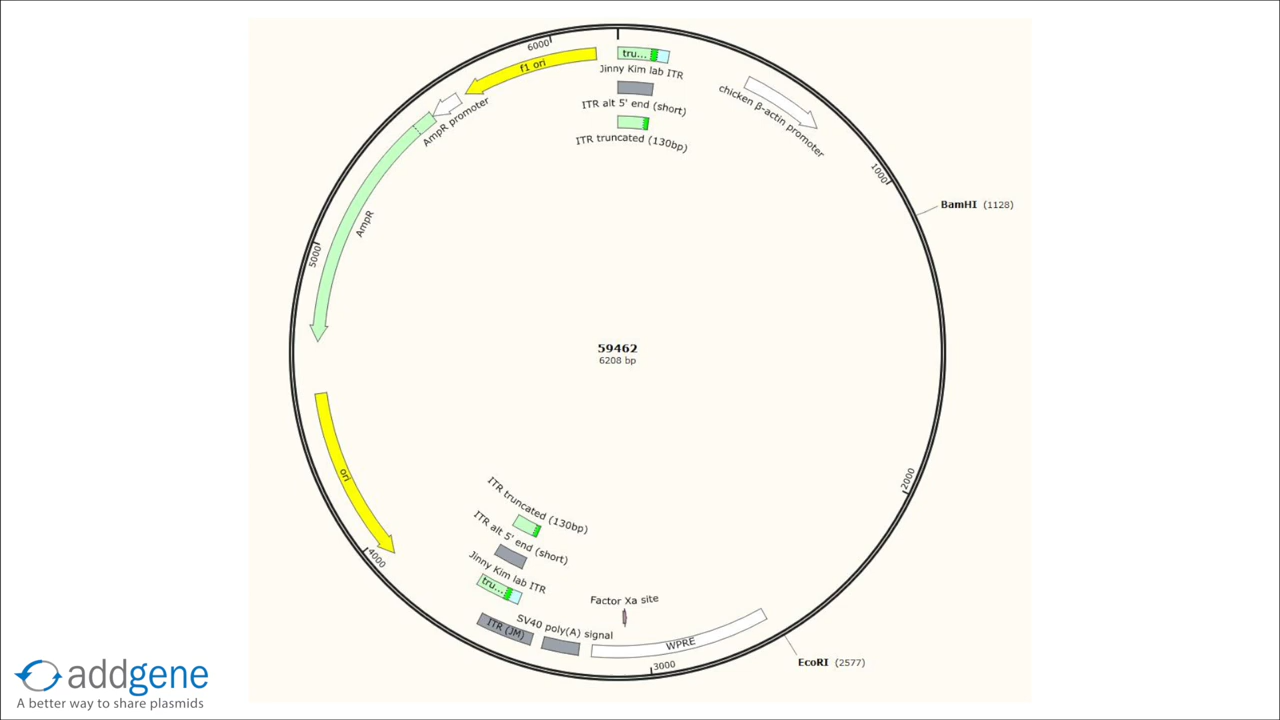 6000
f1 ori
tru...
Jinny Kim lab ITR
ITR alt 5' end (short)
ITR truncated (130bp)
chicken β-actin promoter
AmpR promoter
1000
BamHI (1128)
AmpR
5000
59462
6208 bp
ori
2000
ITR truncated (130bp)
ITR alt 5' end (short)
4000
Jinny Kim lab ITR
tru...
Factor Xa site
SV40 poly(A) signal
ITR (JM)
WPRE
3000
EcoRI (2577)
addgene
A better way to share plasmids